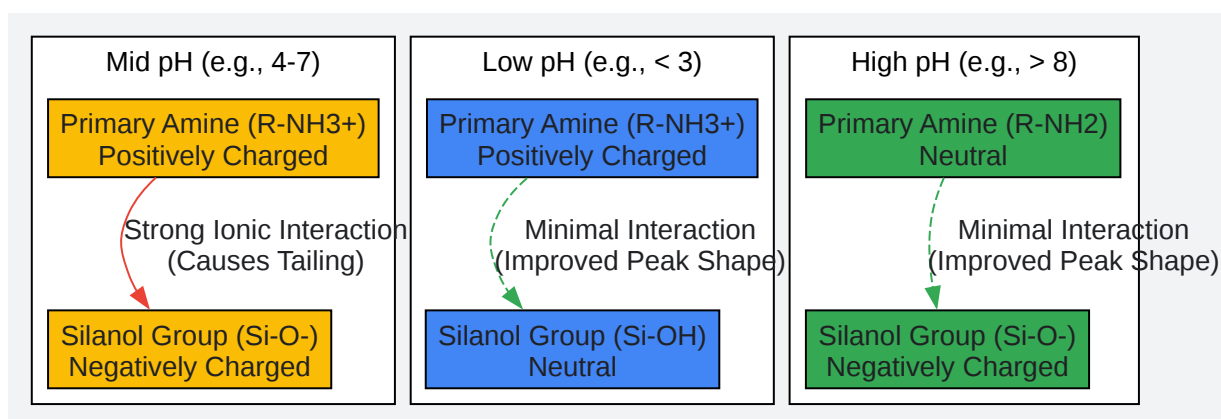 Mid pH (e.g., 4-7)
Primary Amine (R-NH3+)
Positively Charged
Strong Ionic Interaction
(Causes Tailing)
Silanol Group (Si-O-)
Negatively Charged
Low pH (e.g., < 3)
Primary Amine (R-NH3+)
Positively Charged
Minimal Interaction
(Improved Peak Shape)
Silanol Group (Si-OH)
Neutral
High pH (e.g., > 8)
Primary Amine (R-NH2)
Neutral
Minimal Interaction
(Improved Peak Shape)
Silanol Group (Si-O-)
Negatively Charged